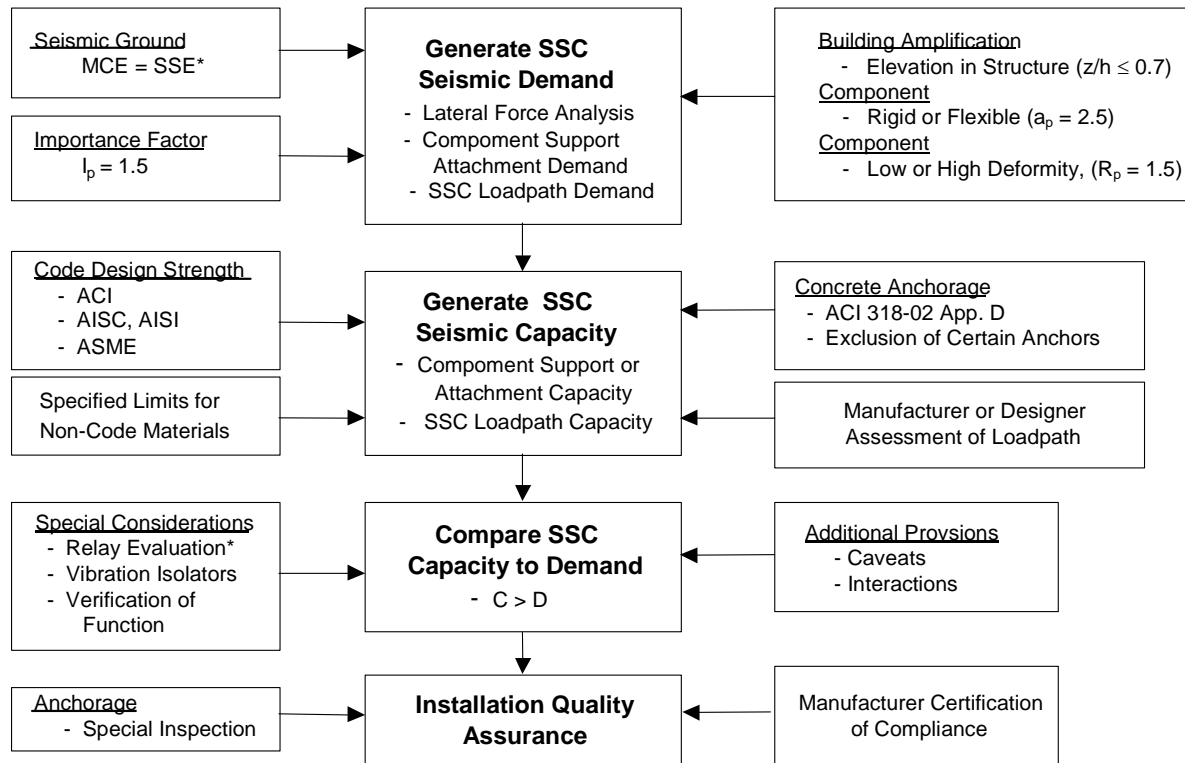 Seismic Ground
MCE = SSE*
Importance Factor
Ip = 1.5
Generate SSC
Seismic Demand
- Lateral Force Analysis
- Compoment Support
Attachment Demand
- SSC Loadpath Demand
Building Amplification
- Elevation in Structure (z/h ≤ 0.7)
Component
- Rigid or Flexible (ap = 2.5)
Component
- Low or High Deformity, (Rp = 1.5)
Code Design Strength
- ACI
- AISC, AISI
- ASME
Specified Limits for
Non-Code Materials
Generate SSC
Seismic Capacity
- Compoment Support or
Attachment Capacity
- SSC Loadpath Capacity
Concrete Anchorage
- ACI 318-02 App. D
- Exclusion of Certain Anchors
Manufacturer or Designer
Assessment of Loadpath
Special Considerations
- Relay Evaluation*
- Vibration Isolators
- Verification of
Function
Compare SSC
Capacity to Demand
- C > D
Additional Provsions
- Caveats
- Interactions
Anchorage
- Special Inspection
Installation Quality
Assurance
Manufacturer Certification
of Compliance